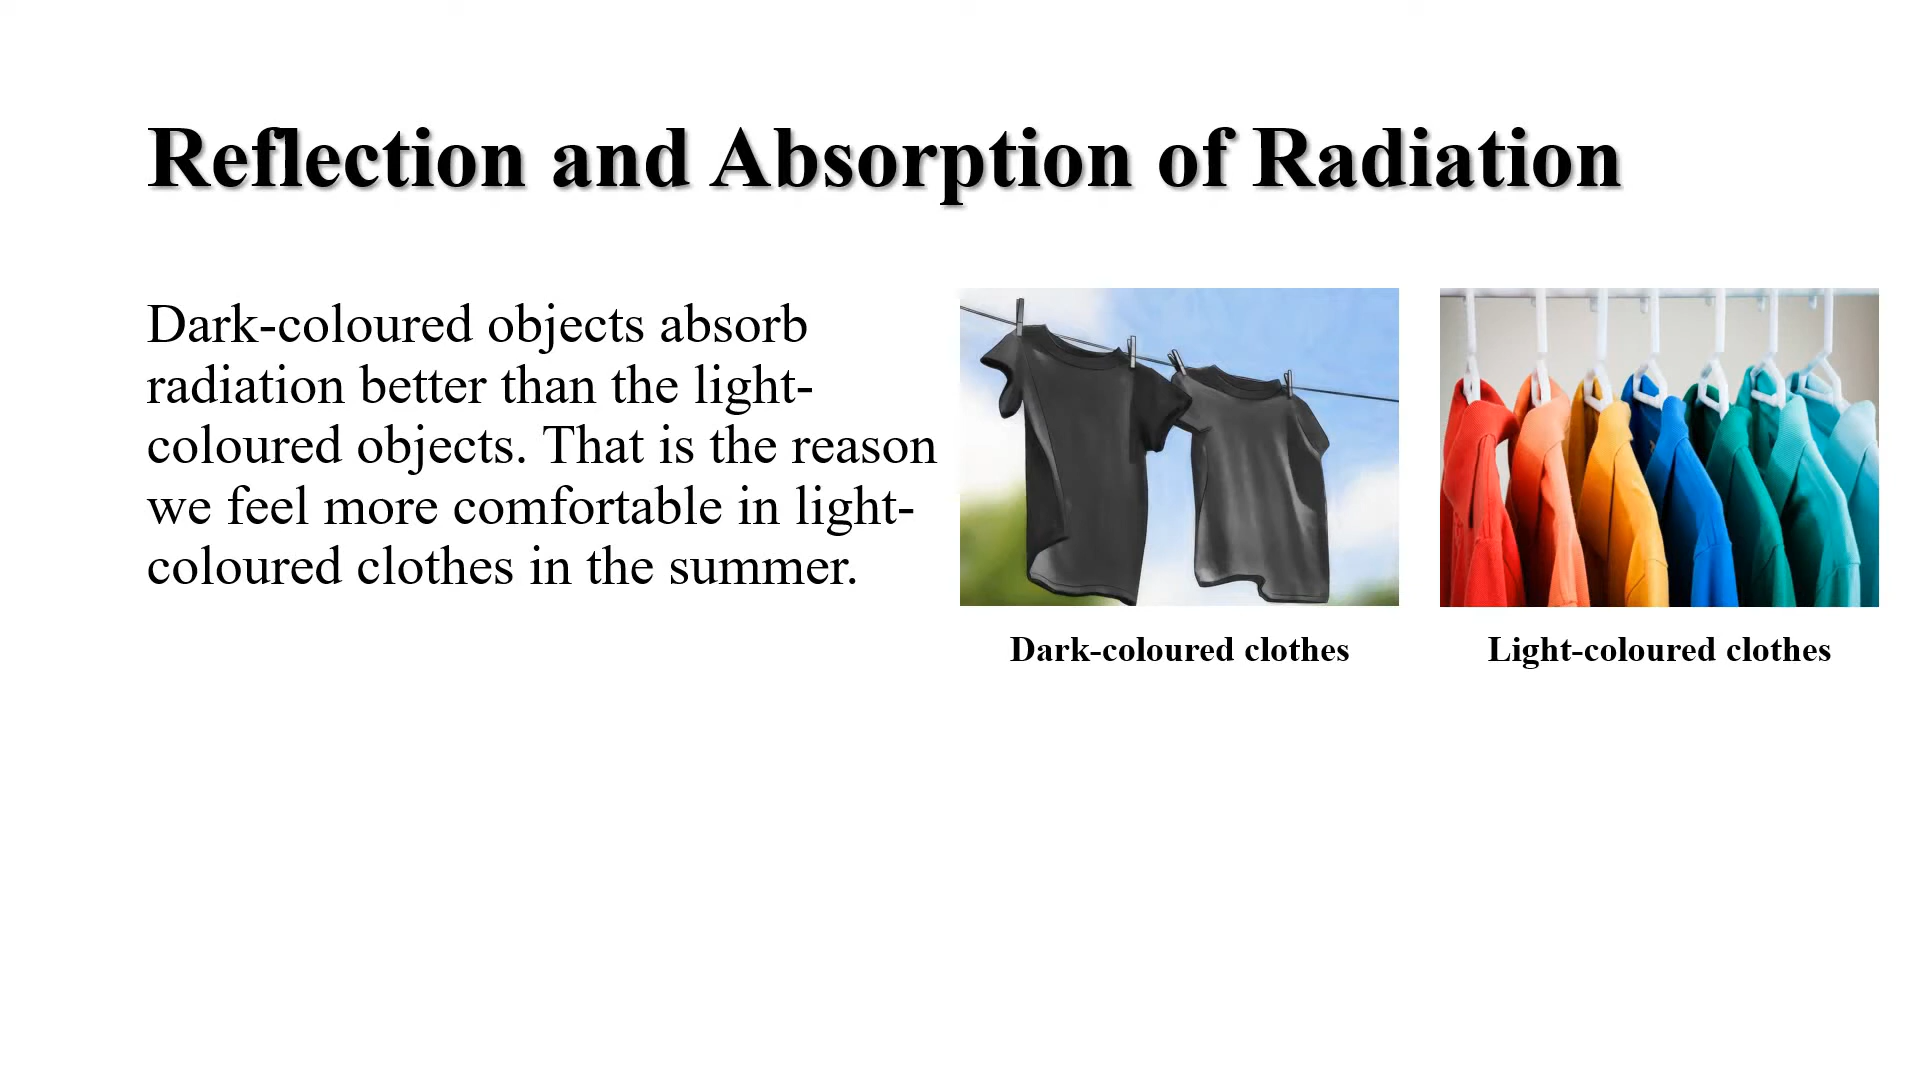 Reflection and Absorption of Radiation
Dark-coloured objects absorb
radiation better than the light-
coloured objects. That is the reason
we feel more comfortable in light-
coloured clothes in the summer.
Dark-coloured clothes
Light-coloured clothes